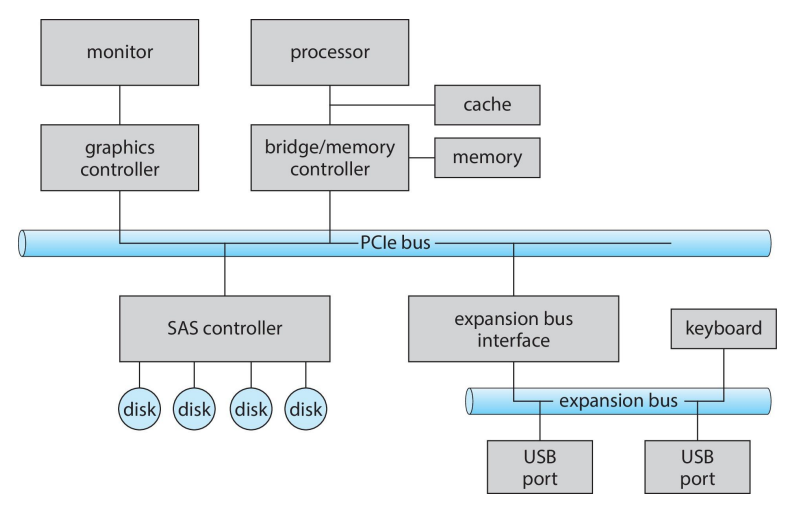 monitor
processor
cache
graphics
controller
bridge/memory
controller
memory
PCIe bus
SAS controller
expansion bus
interface
keyboard
disk
disk
disk
disk
expansion bus
USB
port
USB
port